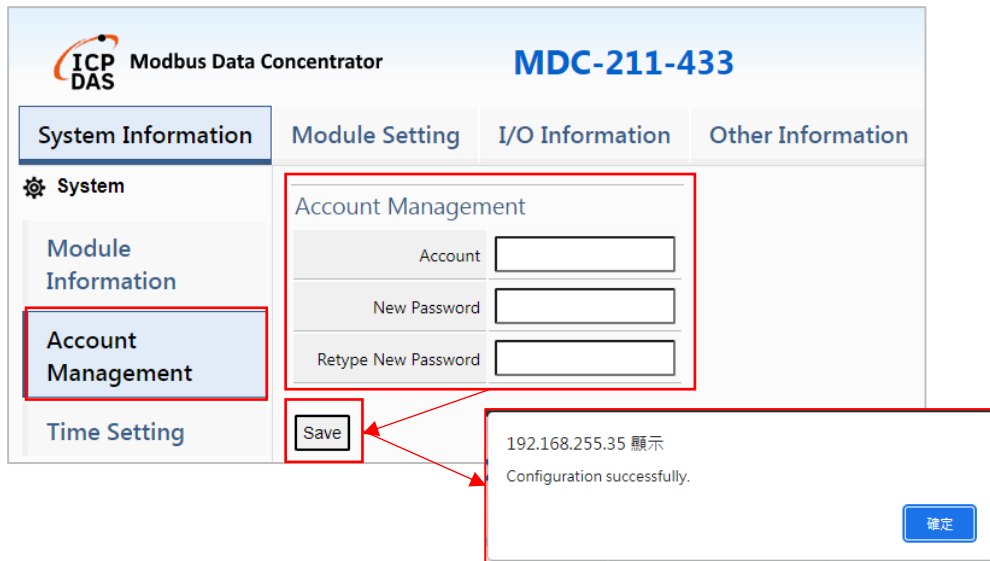 ICP DAS Modbus Data Concentrator MDC-211-433
System Information Module Setting I/O Information Other Information
System
Module
Information
Account
Management
Time Setting
Account Management
Account
New Password
Retype New Password
Save
192.168.255.35 顯示
Configuration successfully.
確定